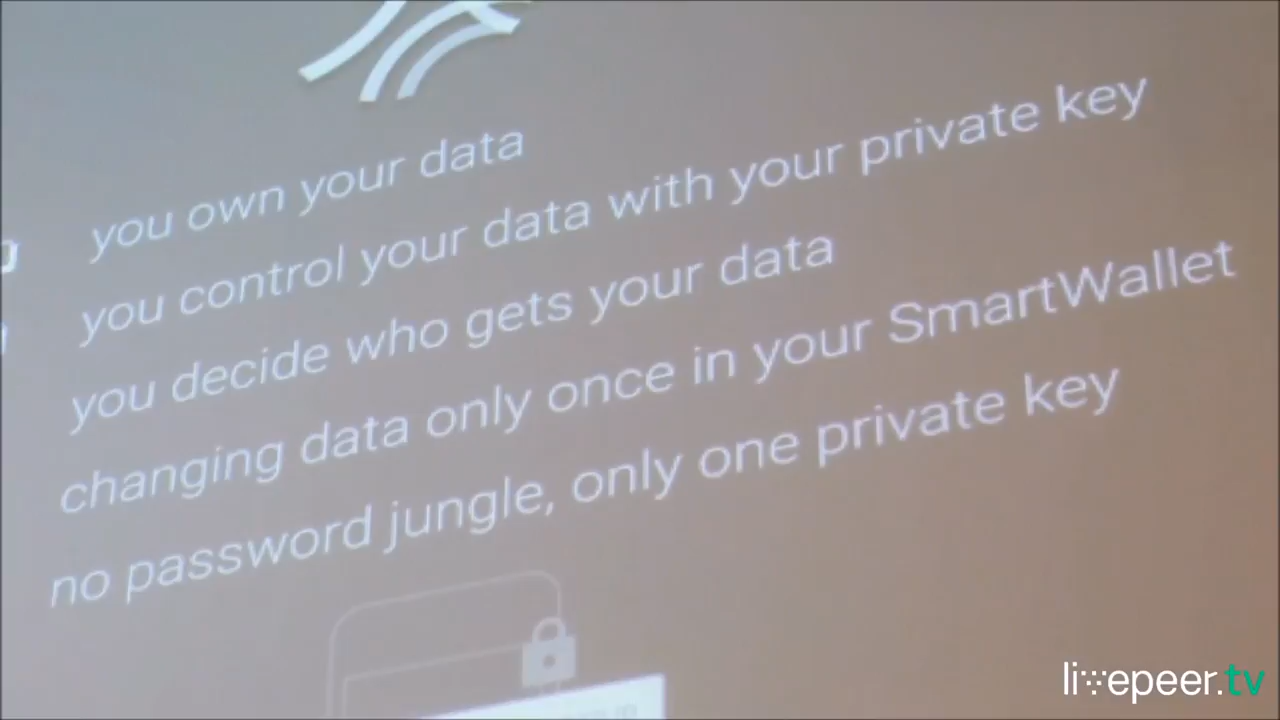 you own your data
you control your data with your private key
you decide who gets your data
changing data only once in your SmartWallet
no password jungle, only one private key
livepeer.tv